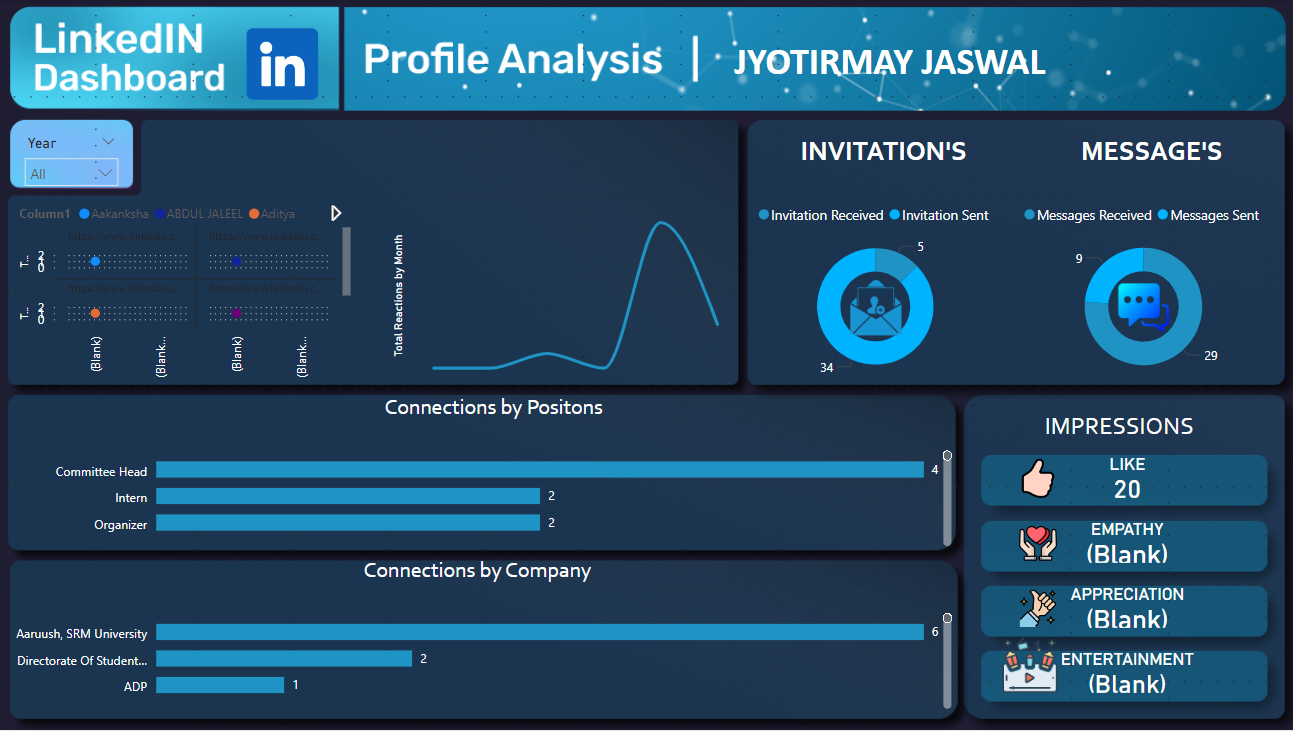 LinkedIN
Dashboard
in
Profile Analysis | JYOTIRMAY JASWAL
Year
All
Column1 Aakanksha ABDUL JALEEL Aditya
https://www.linkedin.c... https://www.linkedin.c...
T... 2 0
https://www.linkedin.c... https://www.linkedin.c...
T... 2 0
(Blank) (Blank... (Blank) (Blank...
Total Reactions by Month
INVITATION'S
Invitation Received Invitation Sent
5
34
MESSAGE'S
Messages Received Messages Sent
9
29
Connections by Positons
Committee Head 4
Intern 2
Organizer 2
Connections by Company
Aaruush, SRM University 6
Directorate Of Student... 2
ADP 1
IMPRESSIONS
LIKE
20
EMPATHY
(Blank)
APPRECIATION
(Blank)
ENTERTAINMENT
(Blank)